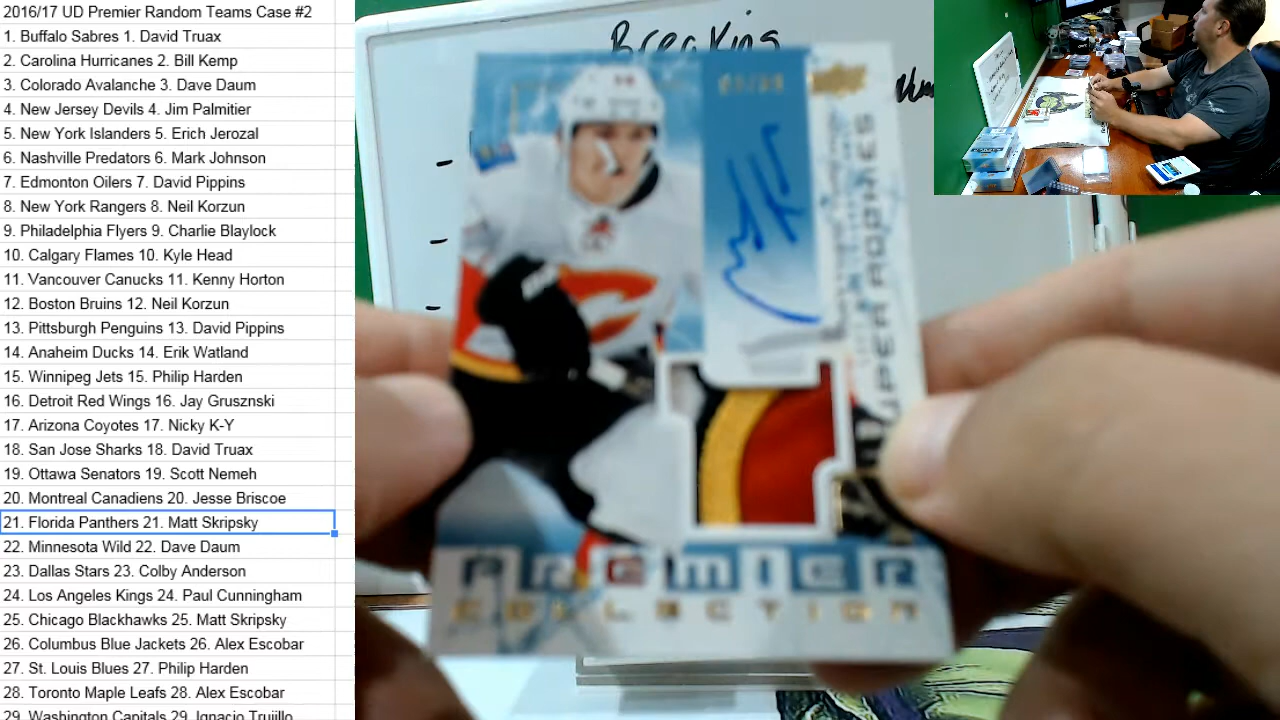 2016/17 UD Premier Random Teams Case #2
1. Buffalo Sabres 1. David Truax
2. Carolina Hurricanes 2. Bill Kemp
3. Colorado Avalanche 3. Dave Daum
4. New Jersey Devils 4. Jim Palmitier
5. New York Islanders 5. Erich Jerozal
6. Nashville Predators 6. Mark Johnson
7. Edmonton Oilers 7. David Pippins
8. New York Rangers 8. Neil Korzun
9. Philadelphia Flyers 9. Charlie Blaylock
10. Calgary Flames 10. Kyle Head
11. Vancouver Canucks 11. Kenny Horton
12. Boston Bruins 12. Neil Korzun
13. Pittsburgh Penguins 13. David Pippins
14. Anaheim Ducks 14. Erik Watland
15. Winnipeg Jets 15. Philip Harden
16. Detroit Red Wings 16. Jay Grusznski
17. Arizona Coyotes 17. Nicky K-Y
18. San Jose Sharks 18. David Truax
19. Ottawa Senators 19. Scott Nemeh
20. Montreal Canadiens 20. Jesse Briscoe
21. Florida Panthers 21. Matt Skripsky
22. Minnesota Wild 22. Dave Daum
23. Dallas Stars 23. Colby Anderson
24. Los Angeles Kings 24. Paul Cunningham
25. Chicago Blackhawks 25. Matt Skripsky
26. Columbus Blue Jackets 26. Alex Escobar
27. St. Louis Blues 27. Philip Harden
28. Toronto Maple Leafs 28. Alex Escobar
29. Washington Capitals 29. Ignacio Trujillo
Breaking
PREMIER
COLLECTION